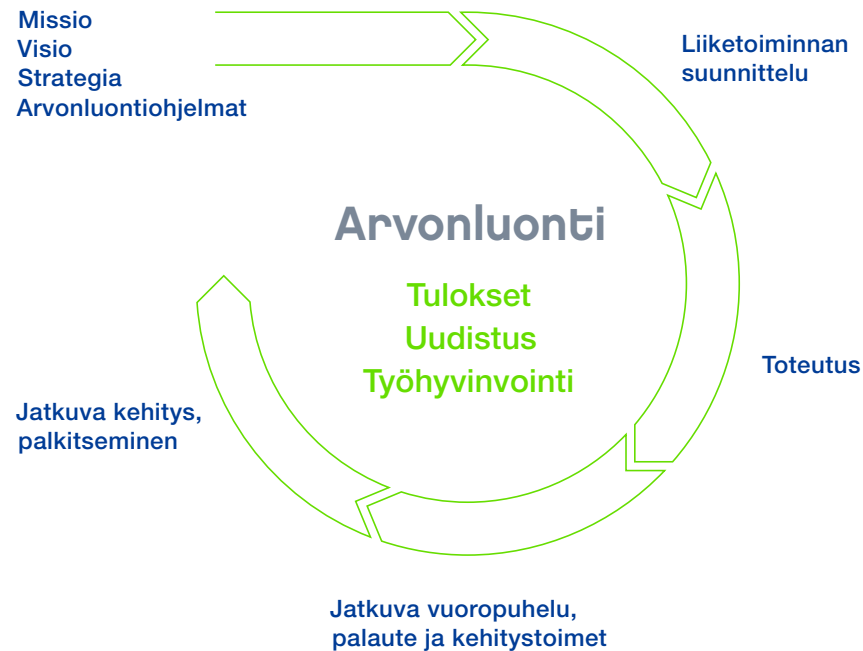 Missio
Visio
Strategia
Arvonluontiohjelmat
Liiketoiminnan
suunnittelu
Arvonluonti
Tulokset
Uudistus
Työhyvinvointi
Toteutus
Jatkuva kehitys,
palkitseminen
Jatkuva vuoropuhelu,
palaute ja kehitystoimet